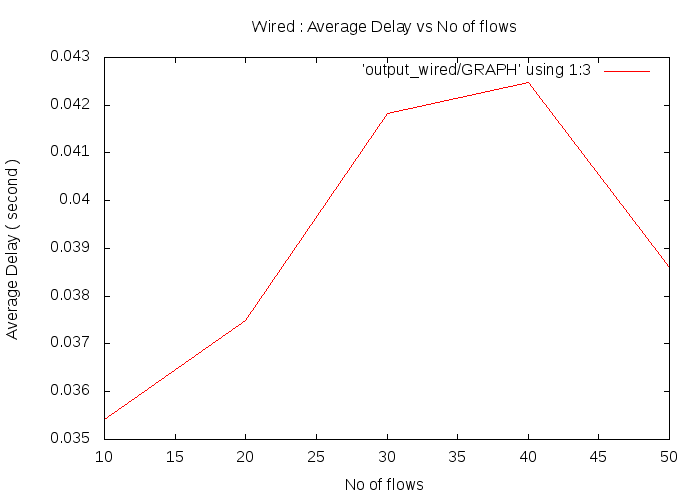 Wired : Average Delay vs No of flows
'output_wired/GRAPH' using 1:3
0.043
0.042
0.041
0.04
0.039
0.038
0.037
0.036
0.035
Average Delay ( second )
10 15 20 25 30 35 40 45 50
No of flows